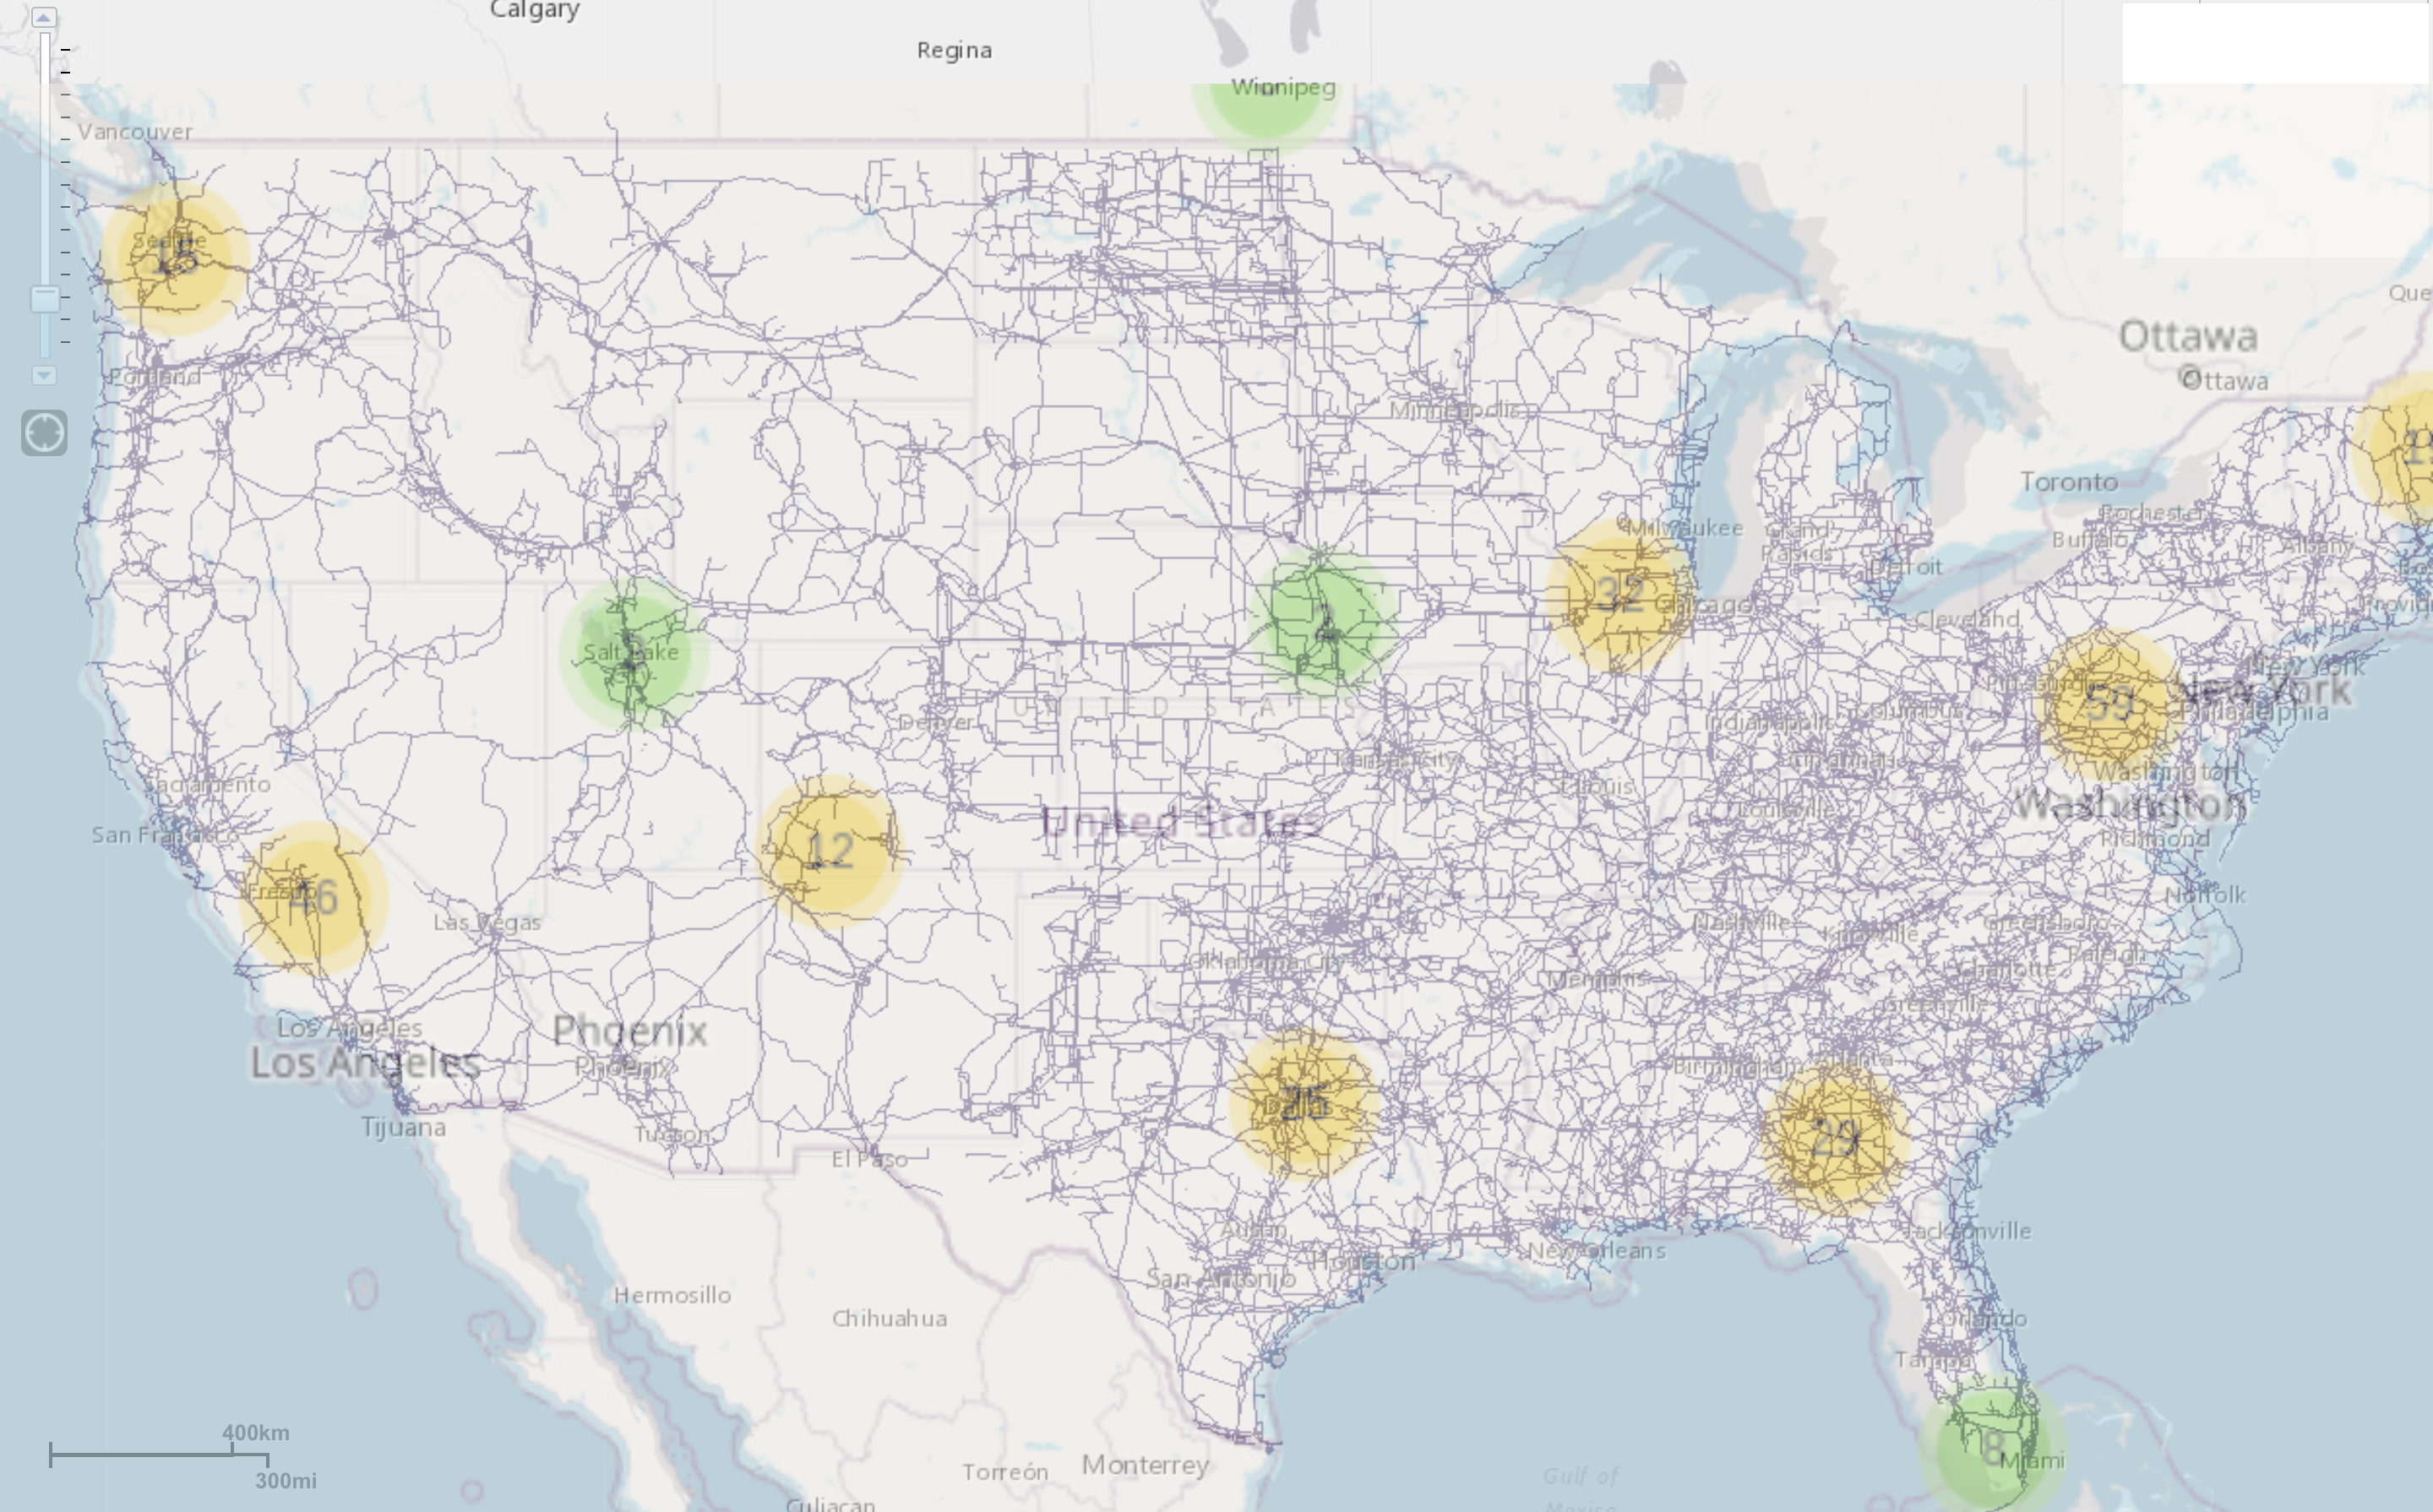 Calgary
Regina
Winnipeg
Vancouver
Seattle
15
Que
Ottawa
Ottawa
Portland
Minneapolis
Toronto
Rochester
Buffalo
Albany
Milwaukee
Grand
Rapids
Detroit
32
Chicago
Cleveland
2
Salt Lake
City
New York
New York
Pittsburgh
59
Philadelphia
Denver
UNITED STATES
Indianapolis
Columbus
Kansas City
Cincinnati
Washington
Washington
St Louis
Louisville
Richmond
Sacramento
San Francisco
United States
12
Fresno
46
Las Vegas
Norfolk
Nashville
Knoxville
Greensboro
Raleigh
Oklahoma City
Memphis
Charlotte
Greenville
Los Angeles
Los Angeles
Phoenix
Phoenix
Birmingham
Atlanta
Dallas
Tijuana
Tucson
29
El Paso
Austin
Houston
New Orleans
Jacksonville
San Antonio
Hermosillo
Chihuahua
Orlando
Tampa
8
Miami
400km
300mi
Torreón
Monterrey
Gulf of
Mexico
Culiacan